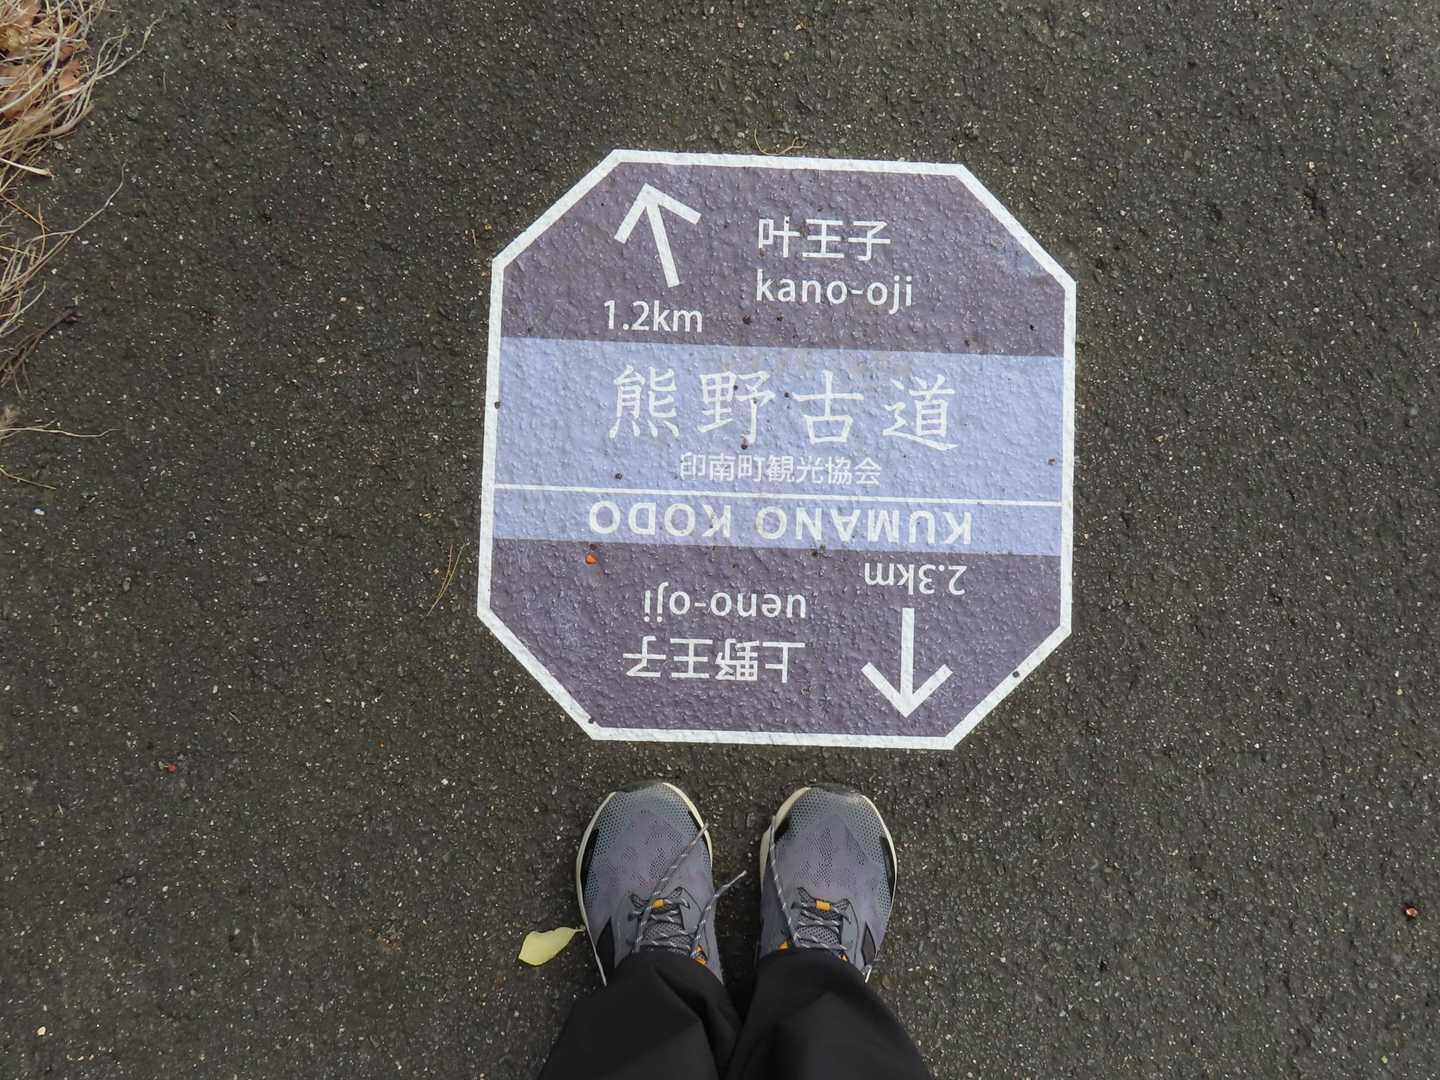 叶王子
kano-oji
1.2km
熊野古道
印南町観光協会
KUMANO KODO
2.3km
ueno-oji
上野王子